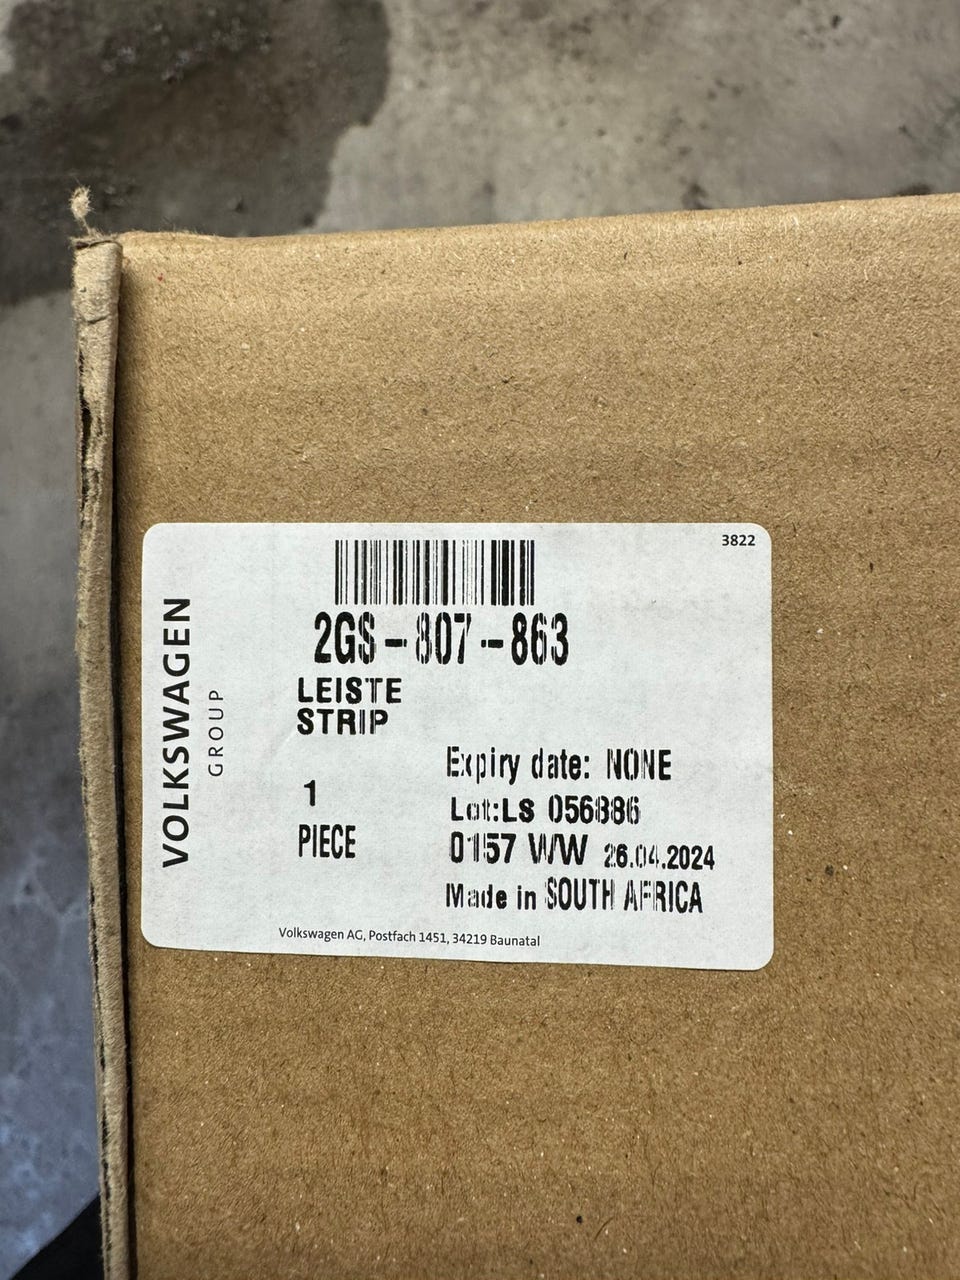 3822
2GS-807-863
LEISTE
STRIP
Expiry date: NONE
1
Lot:LS 056886
PIECE
0157 WW 26.04.2024
Made in SOUTH AFRICA
Volkswagen AG, Postfach 1451, 34219 Baunatal
VOLKSWAGEN
GROUP